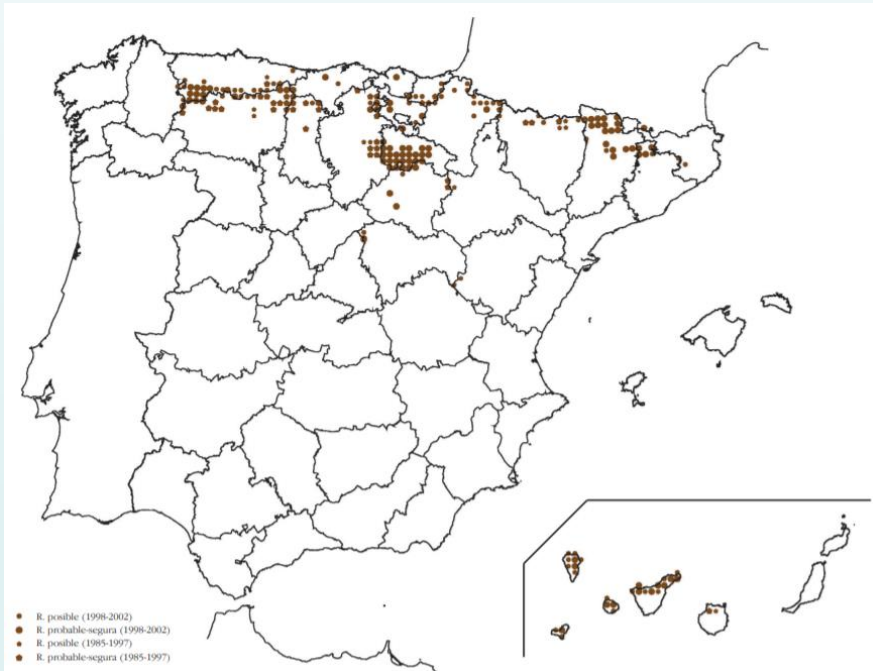 R. posible (1998-2002)
R. probable-segura (1998-2002)
R. posible (1985-1997)
R. probable-segura (1985-1997)